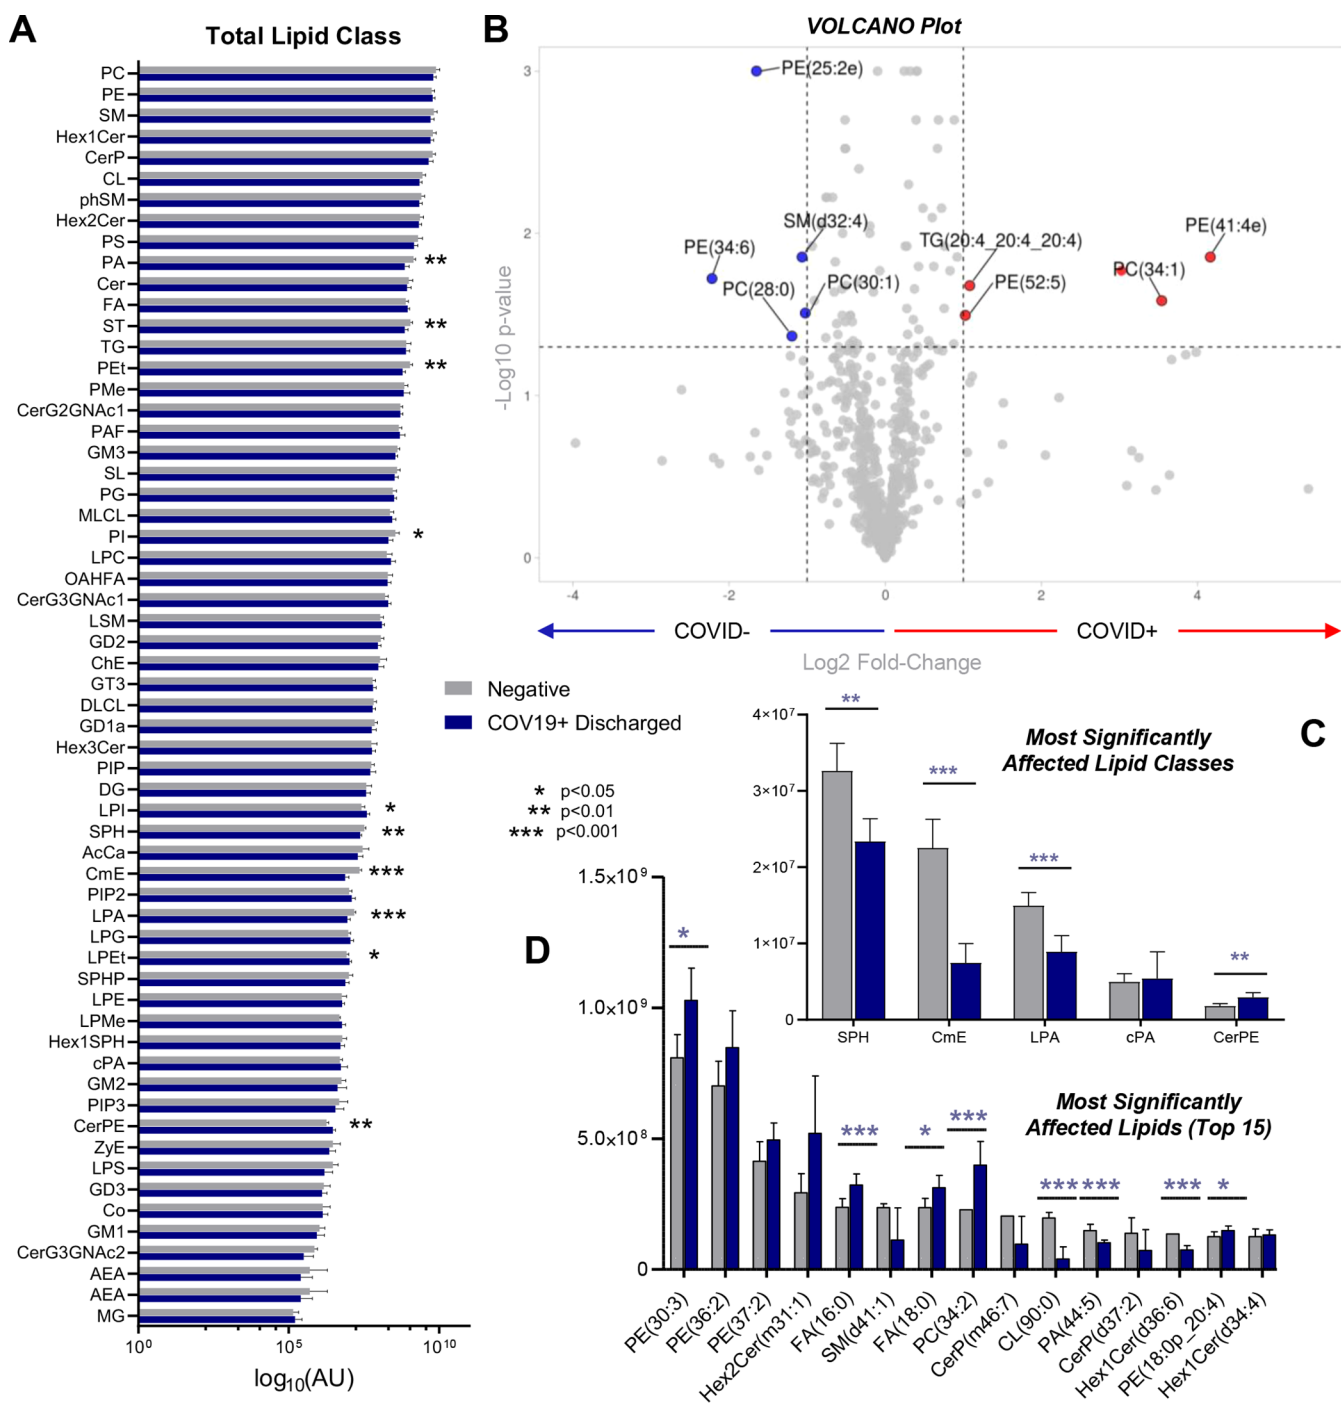 A
Total Lipid Class
PC
PE
SM
Hex1Cer
CerP
CL
phSM
Hex2Cer
PS
PA **
Cer
FA
ST **
TG
PEt **
PMe
CerG2GNAc1
PAF
GM3
SL
PG
MLCL
PI *
LPC
OAHFA
CerG3GNAc1
LSM
GD2
ChE
GT3
DLCL
GD1a
Hex3Cer
PIP
DG
LPI *
SPH **
AcCa
CmE ***
PIP2
LPA ***
LPG
LPEt *
SPHP
LPE
LPMe
Hex1SPH
cPA
GM2
PIP3
CerPE **
ZyE
LPS
GD3
Co
GM1
CerG3GNAc2
AEA
AEA
MG
10⁰ 10⁵ 10¹⁰
log₁₀(AU)
B
VOLCANO Plot
-Log10 p-value
3
2
1
0
PE(25:2e)
SM(d32:4)
PE(34:6)
PC(28:0)
PC(30:1)
TG(20:4_20:4_20:4)
PE(52:5)
PE(41:4e)
PC(34:1)
-4 -2 0 2 4
COVID- COVID+
Log2 Fold-Change
Negative
COV19+ Discharged
* p<0.05
** p<0.01
*** p<0.001
C
Most Significantly
Affected Lipid Classes
4×10⁷
3×10⁷
2×10⁷
1×10⁷
0
** *** *** **
SPH CmE LPA cPA CerPE
D
Most Significantly
Affected Lipids (Top 15)
1.5×10⁹
1.0×10⁹
5.0×10⁸
0
* *** * *** *** *** *** *
PE(30:3)
PE(36:2)
PE(37:2)
Hex2Cer(m31:1)
FA(16:0)
SM(d41:1)
FA(18:0)
PC(34:2)
CerP(m46:7)
CL(90:0)
PA(44:5)
CerP(d37:2)
Hex1Cer(d36:6)
PE(18:0p_20:4)
Hex1Cer(d34:4)